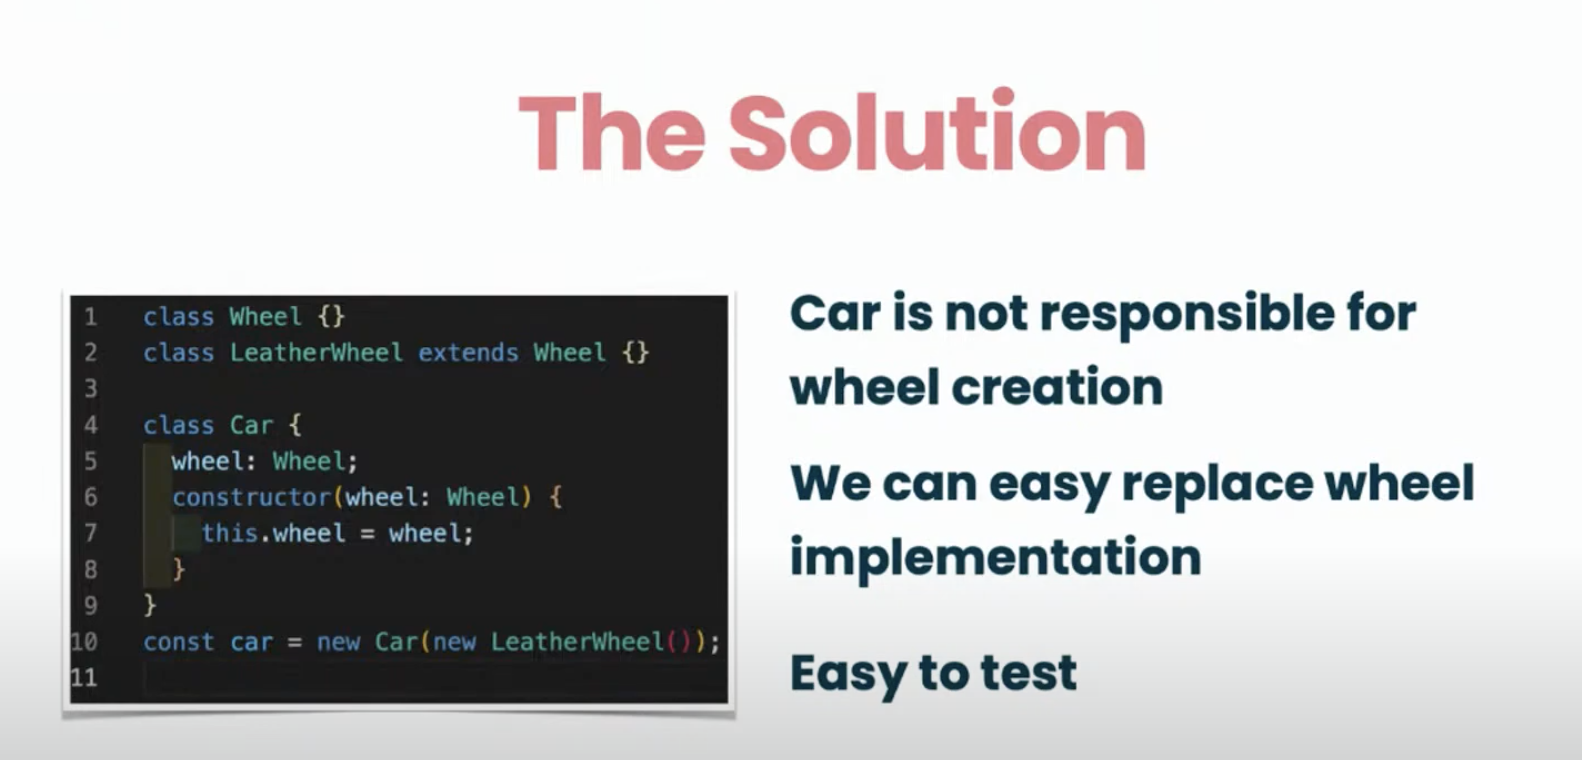 The Solution
1 class Wheel {}
2 class LeatherWheel extends Wheel {}
3
4 class Car {
5 wheel: Wheel;
6 constructor(wheel: Wheel) {
7 this.wheel = wheel;
8 }
9 }
10 const car = new Car(new LeatherWheel());
11
Car is not responsible for
wheel creation
We can easy replace wheel
implementation
Easy to test